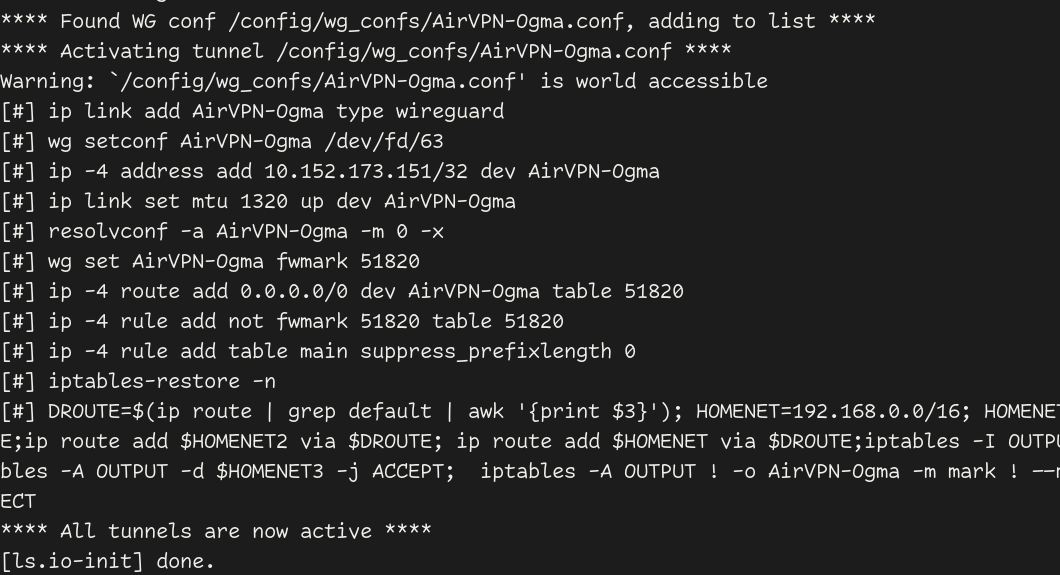 **** Found WG conf /config/wg_confs/AirVPN-Ogma.conf, adding to list ****
**** Activating tunnel /config/wg_confs/AirVPN-Ogma.conf ****
Warning: `/config/wg_confs/AirVPN-Ogma.conf' is world accessible
[#] ip link add AirVPN-Ogma type wireguard
[#] wg setconf AirVPN-Ogma /dev/fd/63
[#] ip -4 address add 10.152.173.151/32 dev AirVPN-Ogma
[#] ip link set mtu 1320 up dev AirVPN-Ogma
[#] resolvconf -a AirVPN-Ogma -m 0 -x
[#] wg set AirVPN-Ogma fwmark 51820
[#] ip -4 route add 0.0.0.0/0 dev AirVPN-Ogma table 51820
[#] ip -4 rule add not fwmark 51820 table 51820
[#] ip -4 rule add table main suppress_prefixlength 0
[#] iptables-restore -n
[#] DROUTE=$(ip route | grep default | awk '{print $3}'); HOMENET=192.168.0.0/16; HOMENET
E;ip route add $HOMENET2 via $DROUTE; ip route add $HOMENET via $DROUTE;iptables -I OUTPU
bles -A OUTPUT -d $HOMENET3 -j ACCEPT;  iptables -A OUTPUT ! -o AirVPN-Ogma -m mark ! --
ECT
**** All tunnels are now active ****
[ls.io-init] done.